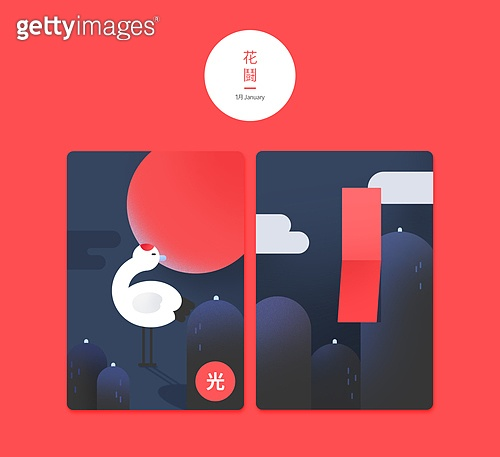 gettyimages
花
鬪
1月 January
光